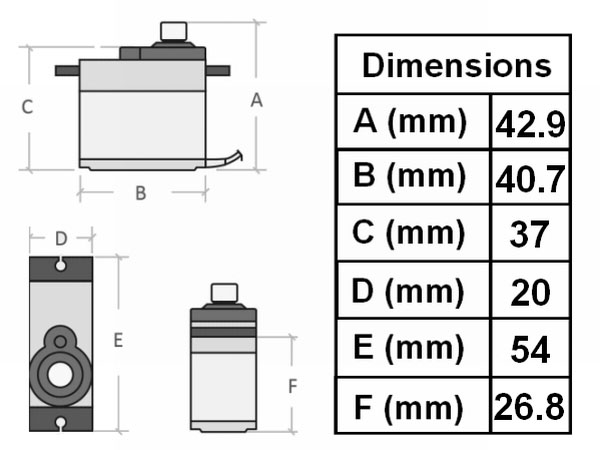 A
C
B
D
E
F
Dimensions
A (mm) 42.9
B (mm) 40.7
C (mm) 37
D (mm) 20
E (mm) 54
F (mm) 26.8